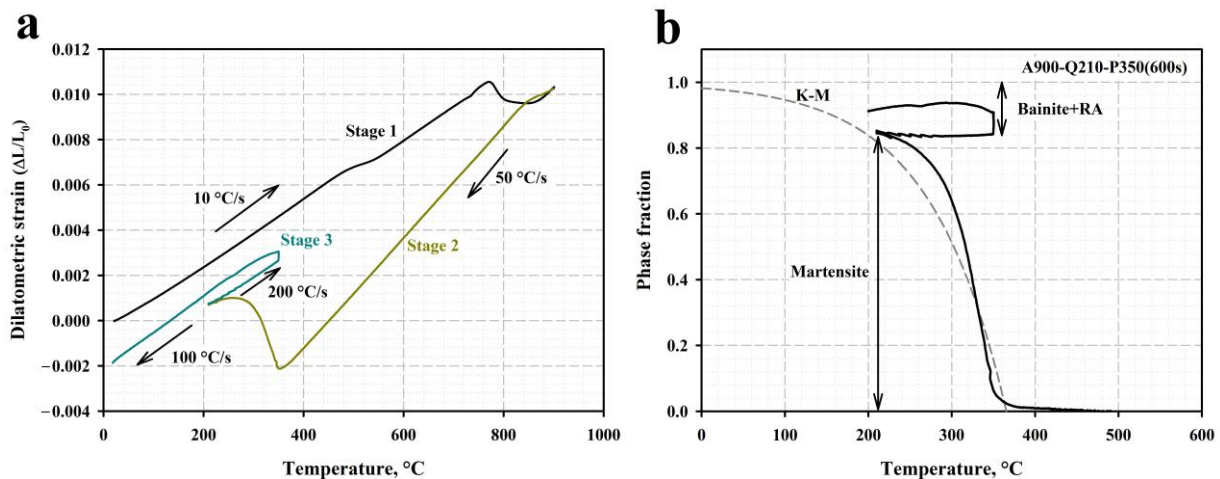 a
0.012
0.010
0.008
0.006
0.004
0.002
0.000
−0.002
−0.004
Dilatometric strain (ΔL/L0)
Stage 1
10 °C/s
50 °C/s
Stage 3
Stage 2
200 °C/s
100 °C/s
0 200 400 600 800 1000
Temperature, °C
b
1.0
0.8
0.6
0.4
0.2
0.0
Phase fraction
A900-Q210-P350(600s)
K-M
Bainite+RA
Martensite
0 100 200 300 400 500 600
Temperature, °C